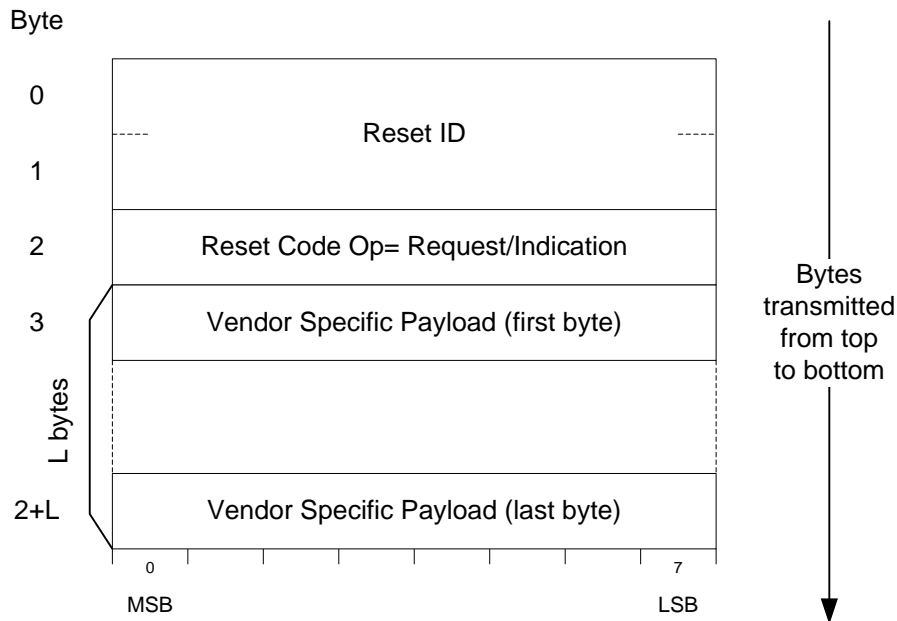 Byte
0
Reset ID
1
2
Reset Code Op= Request/Indication
3
Vendor Specific Payload (first byte)
L bytes
2+L
Vendor Specific Payload (last byte)
0
7
MSB
LSB
Bytes
transmitted
from top
to bottom